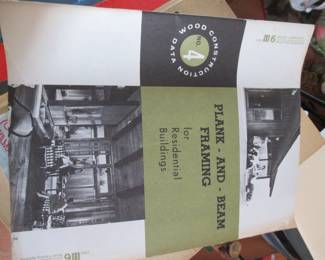 WOOD CONSTRUCTION DATA
NO.
4
PLANK - AND - BEAM
FRAMING
for
Residential
Buildings